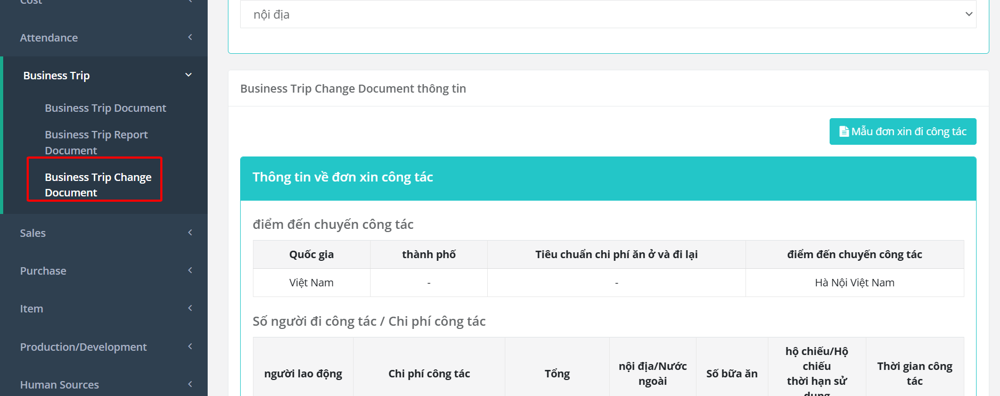 Cost
Attendance
Business Trip
Business Trip Document
Business Trip Report
Document
Business Trip Change
Document
Sales
Purchase
Item
Production/Development
Human Sources
nội địa
Business Trip Change Document thông tin
Mẫu đơn xin đi công tác
Thông tin về đơn xin công tác
điểm đến chuyến công tác
Quốc gia thành phố Tiêu chuẩn chi phí ăn ở và đi lại điểm đến chuyến công tác
Việt Nam - - Hà Nội Việt Nam
Số người đi công tác / Chi phí công tác
người lao động
Chi phí công tác
Tổng
nội địa/Nước
ngoài
Số bữa ăn
hộ chiếu/Hộ
chiếu
thời hạn sử
dụng
Thời gian công
tác